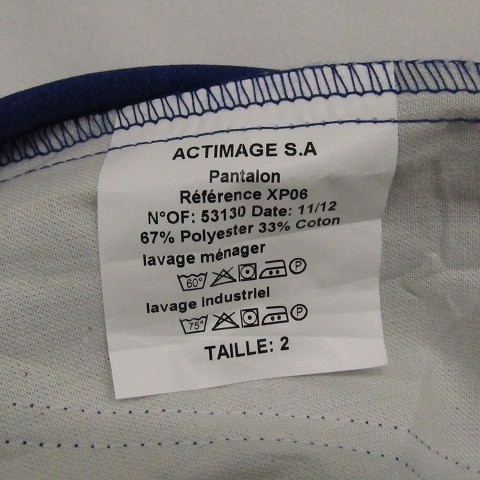 ACTIMAGE S.A
Pantalon
Référence XP06
N°OF: 53130 Date: 11/12
67% Polyester 33% Coton
lavage ménager
60° P
lavage industriel
75° P
TAILLE: 2